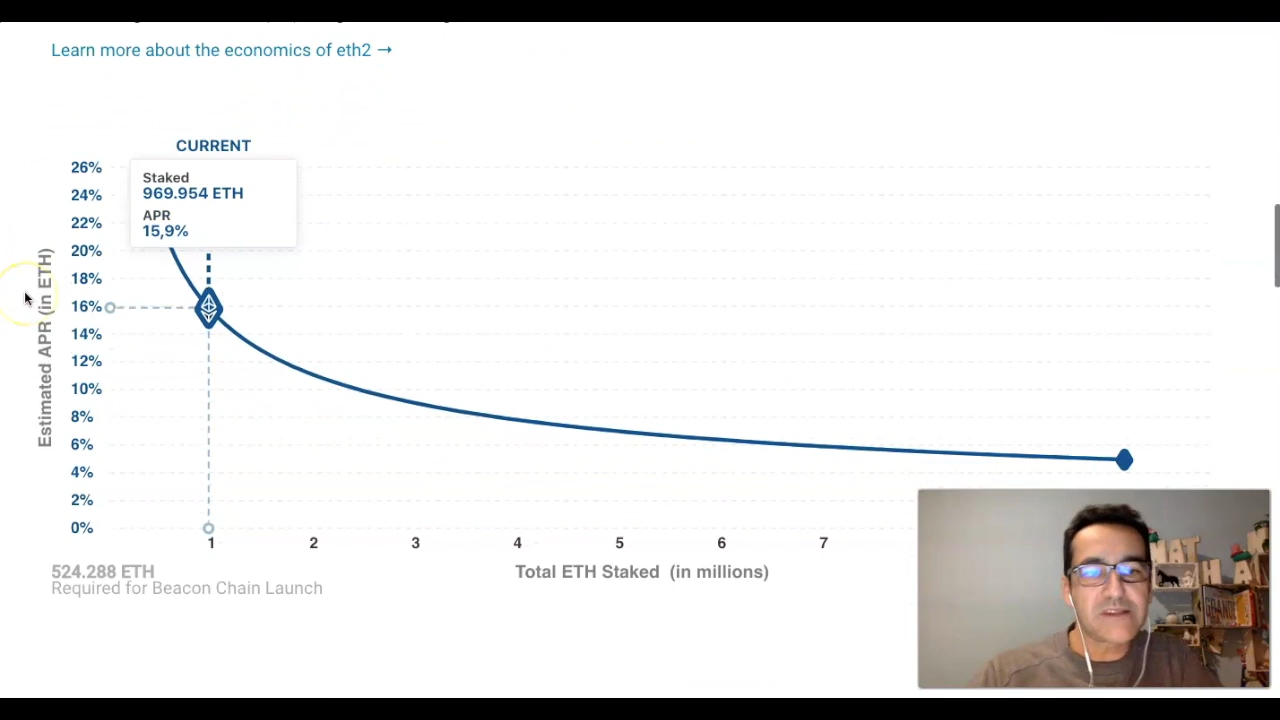 Learn more about the economics of eth2 →
CURRENT
Staked
969.954 ETH
APR
15,9%
26%
24%
22%
20%
18%
16%
14%
12%
10%
8%
6%
4%
2%
0%
Estimated APR (in ETH)
1 2 3 4 5 6 7
524.288 ETH
Required for Beacon Chain Launch
Total ETH Staked (in millions)